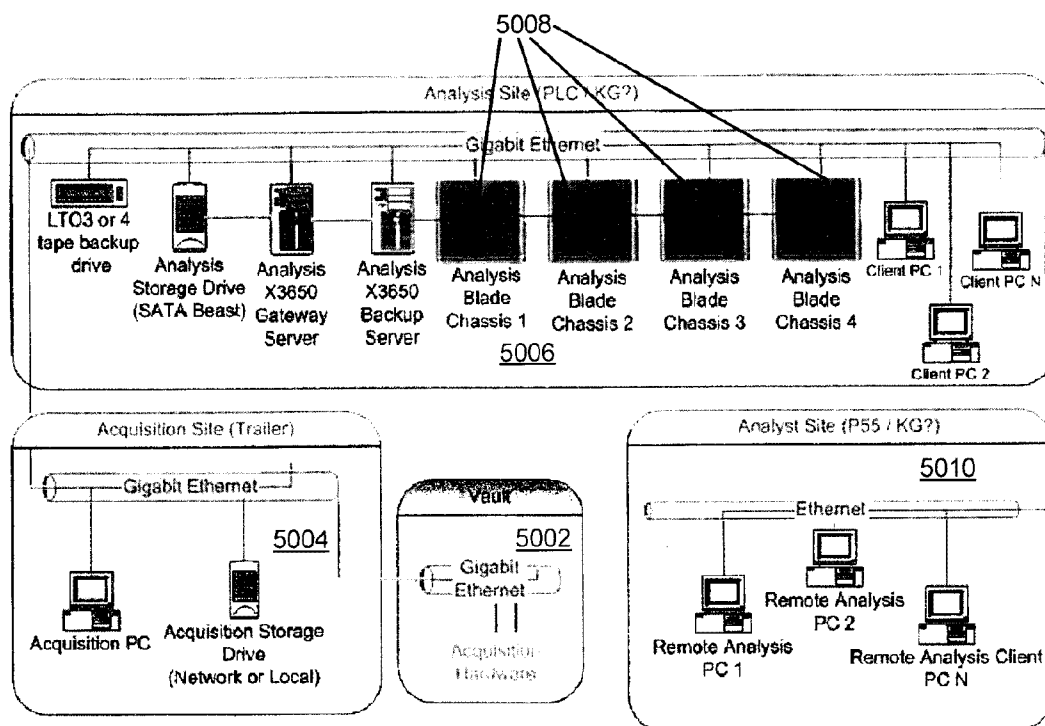 5008
Analysis Site (PLC / KG?)
Gigabit Ethernet
LTO3 or 4
tape backup
drive
Analysis
Storage Drive
(SATA Beast)
Analysis
X3650
Gateway
Server
Analysis
X3650
Backup
Server
Analysis
Blade
Chassis 1
Analysis
Blade
Chassis 2
Analysis
Blade
Chassis 3
Analysis
Blade
Chassis 4
Client PC 1
Client PC N
Client PC 2
5006
Acquisition Site (Trailer)
Gigabit Ethernet
5004
Acquisition PC
Acquisition Storage
Drive
(Network or Local)
Vault
5002
Gigabit
Ethernet
Acquisition
Hardware
Analyst Site (P55 / KG?)
5010
Ethernet
Remote Analysis
PC 1
Remote Analysis
PC 2
Remote Analysis Client
PC N